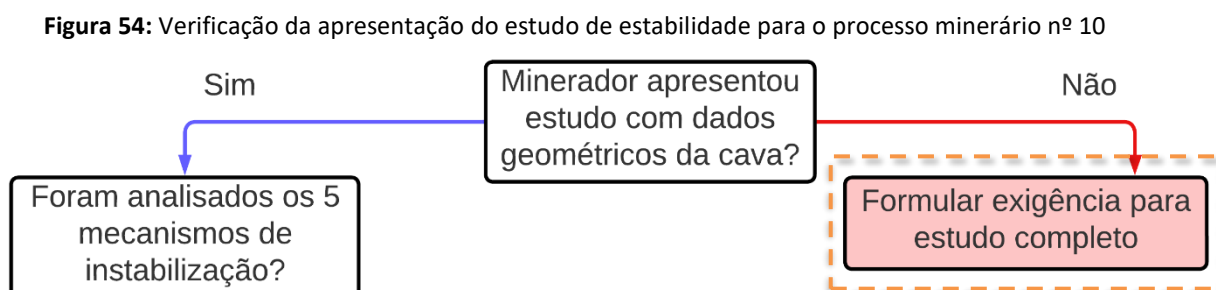 Figura 54: Verificação da apresentação do estudo de estabilidade para o processo minerário nº 10
Sim
Minerador apresentou
estudo com dados
geométricos da cava?
Não
Foram analisados os 5
mecanismos de
instabilização?
Formular exigência para
estudo completo